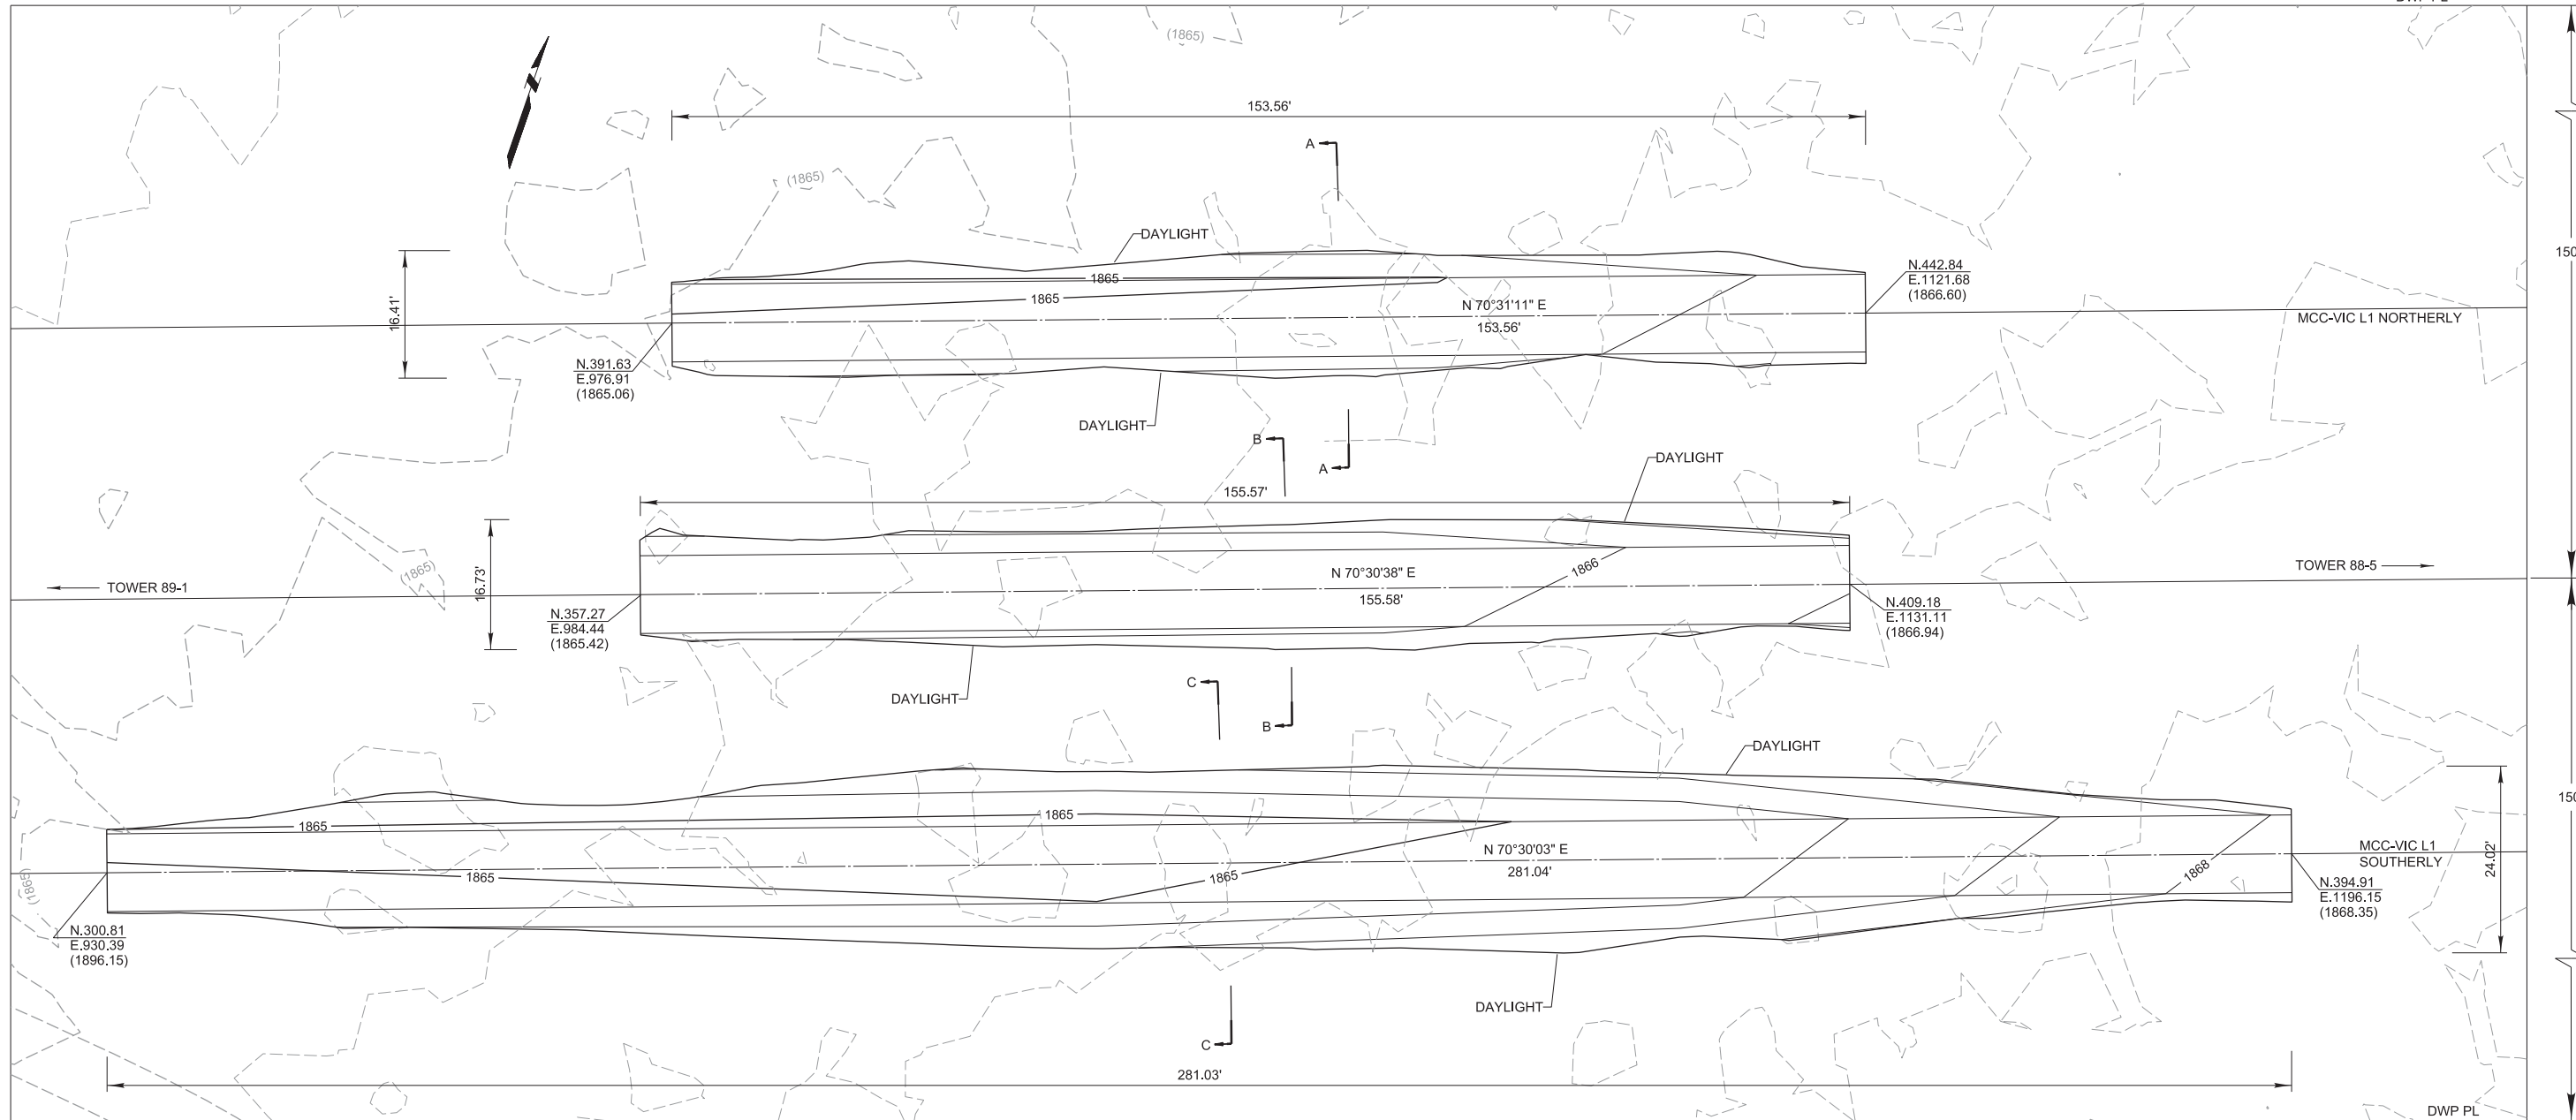 (1865)
153.56'
A
(1865)
DAYLIGHT
1865
1865
16.41'
N 70°31'11" E
153.56'
N.442.84
E.1121.68
(1866.60)
MCC-VIC L1 NORTHERLY
N.391.63
E.976.91
(1865.06)
DAYLIGHT
B
A
DAYLIGHT
155.57'
16.73'
(1865)
1866
N 70°30'38" E
155.58'
TOWER 89-1
TOWER 88-5
N.357.27
E.984.44
(1865.42)
N.409.18
E.1131.11
(1866.94)
DAYLIGHT
C
B
DAYLIGHT
1865
1865
1865
1865
(1865)
N 70°30'03" E
281.04'
1868
MCC-VIC L1
SOUTHERLY
24.02'
N.394.91
E.1196.15
(1868.35)
N.300.81
E.930.39
(1896.15)
DAYLIGHT
C
281.03'
DWP PL